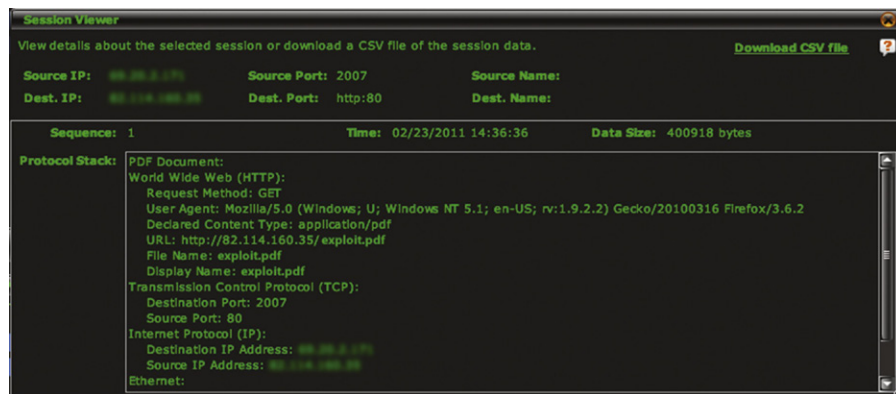 Session Viewer
View details about the selected session or download a CSV file of the session data.
Download CSV file
?
Source IP:
Source Port: 2007
Source Name:
Dest. IP:
Dest. Port: http:80
Dest. Name:
Sequence: 1
Time: 02/23/2011 14:36:36
Data Size: 400918 bytes
Protocol Stack:
PDF Document:
World Wide Web (HTTP):
Request Method: GET
User Agent: Mozilla/5.0 (Windows; U; Windows NT 5.1; en-US; rv:1.9.2.2) Gecko/20100316 Firefox/3.6.2
Declared Content Type: application/pdf
URL: http://82.114.160.35/exploit.pdf
File Name: exploit.pdf
Display Name: exploit.pdf
Transmission Control Protocol (TCP):
Destination Port: 2007
Source Port: 80
Internet Protocol (IP):
Destination IP Address:
Source IP Address:
Ethernet: